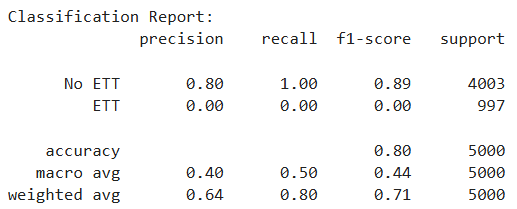 Classification Report:
precision recall f1-score support
No ETT 0.80 1.00 0.89 4003
ETT 0.00 0.00 0.00 997
accuracy 0.80 5000
macro avg 0.40 0.50 0.44 5000
weighted avg 0.64 0.80 0.71 5000